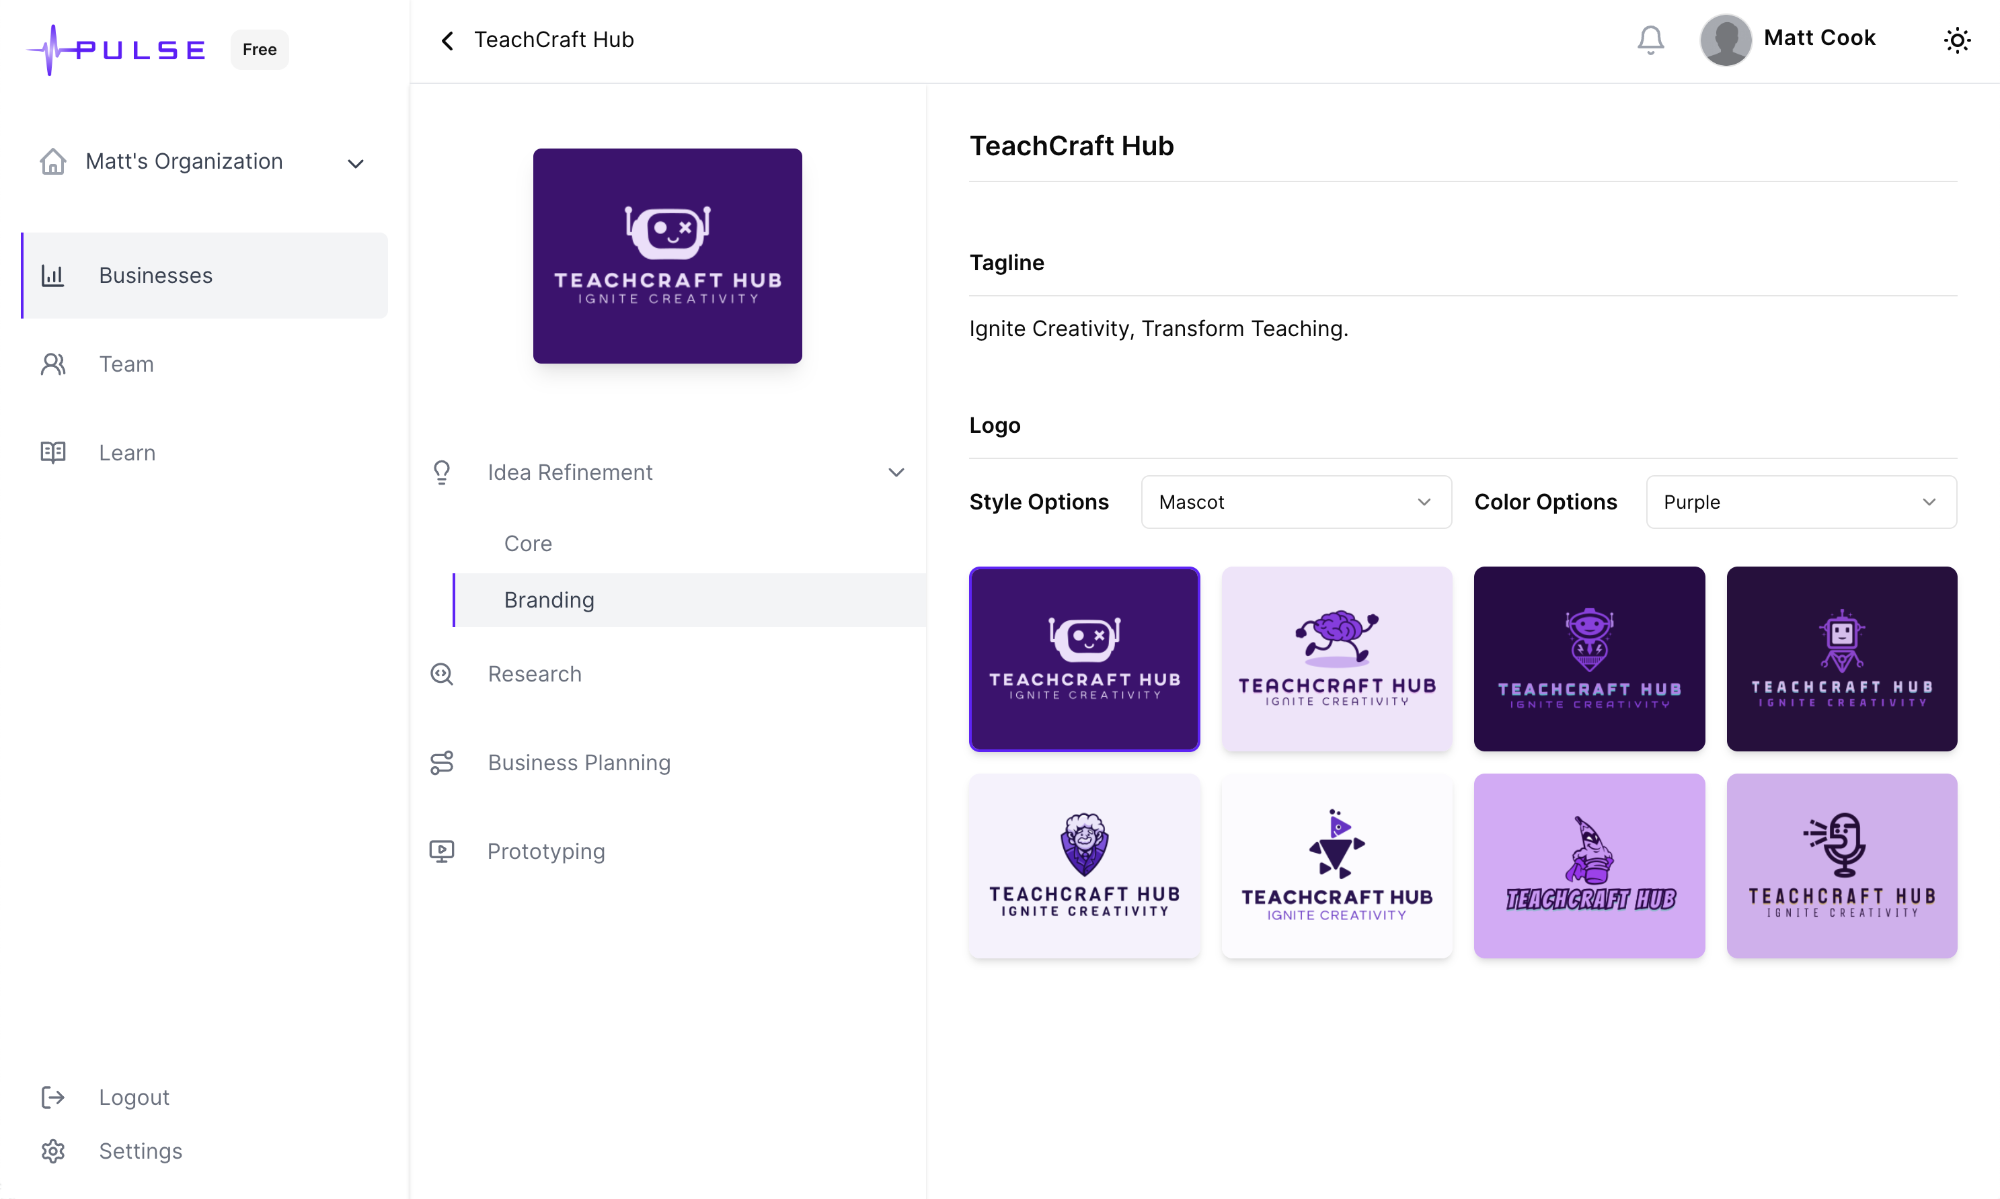 PULSE
Free
TeachCraft Hub
Matt Cook
Matt's Organization
Businesses
Team
Learn
Logout
Settings
TEACHCRAFT HUB
IGNITE CREATIVITY
Idea Refinement
Core
Branding
Research
Business Planning
Prototyping
TeachCraft Hub
Tagline
Ignite Creativity, Transform Teaching.
Logo
Style Options
Mascot
Color Options
Purple
TEACHCRAFT HUB
IGNITE CREATIVITY
TEACHCRAFT HUB
IGNITE CREATIVITY
TEACHCRAFT HUB
IGNITE CREATIVITY
TEACHCRAFT HUB
IGNITE CREATIVITY
TEACHCRAFT HUB
IGNITE CREATIVITY
TEACHCRAFT HUB
IGNITE CREATIVITY
TEACHCRAFT HUB
TEACHCRAFT HUB
IGNITE CREATIVITY